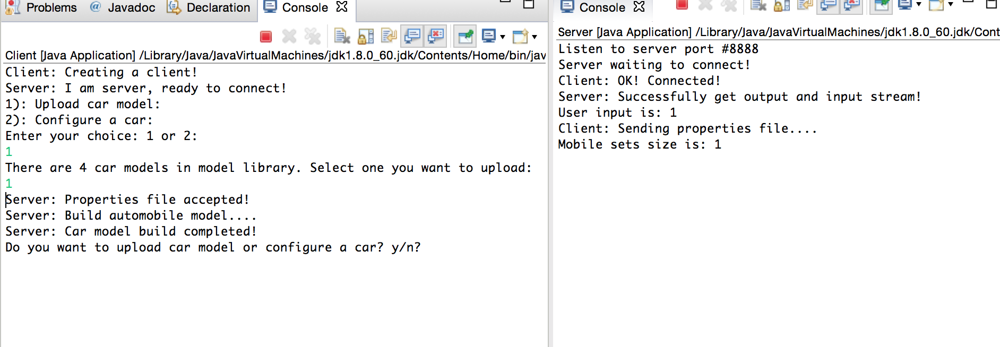 Problems @ Javadoc Declaration Console
Client [Java Application] /Library/Java/JavaVirtualMachines/jdk1.8.0_60.jdk/Contents/Home/bin/jav
Client: Creating a client!
Server: I am server, ready to connect!
1): Upload car model:
2): Configure a car:
Enter your choice: 1 or 2:
1
There are 4 car models in model library. Select one you want to upload:
1
Server: Properties file accepted!
Server: Build automobile model....
Server: Car model build completed!
Do you want to upload car model or configure a car? y/n?
Console
Server [Java Application] /Library/Java/JavaVirtualMachines/jdk1.8.0_60.jdk/Cont
Listen to server port #8888
Server waiting to connect!
Client: OK! Connected!
Server: Successfully get output and input stream!
User input is: 1
Client: Sending properties file....
Mobile sets size is: 1